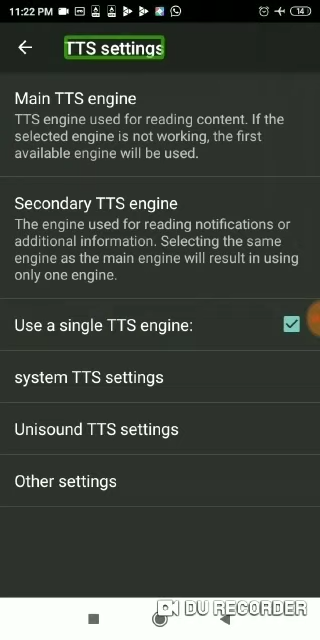 11:22 PM
14
TTS settings
Main TTS engine
TTS engine used for reading content. If the
selected engine is not working, the first
available engine will be used.
Secondary TTS engine
The engine used for reading notifications or
additional information. Selecting the same
engine as the main engine will result in using
only one engine.
Use a single TTS engine:
system TTS settings
Unisound TTS settings
Other settings
DU RECORDER